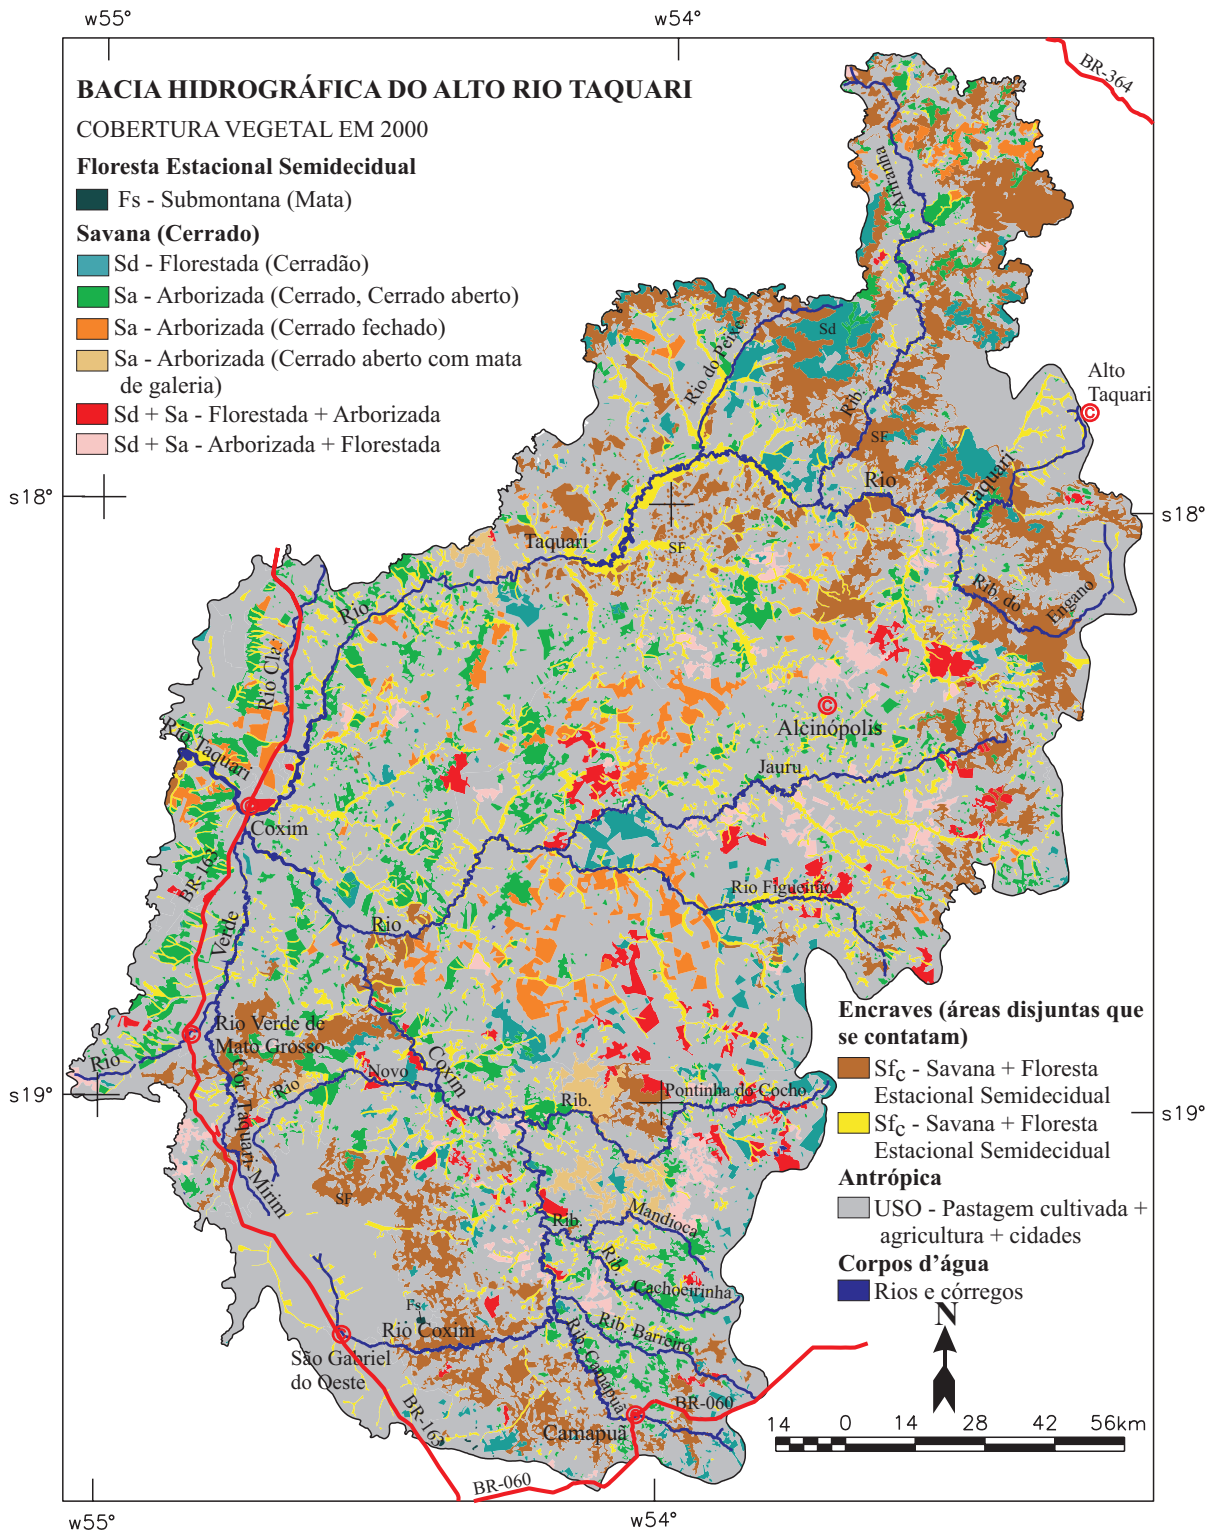 w55°
w54°
BR-364
BACIA HIDROGRÁFICA DO ALTO RIO TAQUARI
COBERTURA VEGETAL EM 2000
Floresta Estacional Semidecidual
Fs - Submontana (Mata)
Savana (Cerrado)
Sd - Florestada (Cerradão)
Sa - Arborizada (Cerrado, Cerrado aberto)
Sa - Arborizada (Cerrado fechado)
Sa - Arborizada (Cerrado aberto com mata
de galeria)
Sd + Sa - Florestada + Arborizada
Sd + Sa - Arborizada + Florestada
Ariranha
Sd
Rio do Peixe
Alto
Taquari
Rib.
SF
Rio
Taquari
s18°
s18°
Taquari
SF
Rib. do
Engano
Rio
Rio Cla
Rio Taquari
Alcinópolis
Jauru
Coxim
BR-163
Rio Figueirão
Verde
Rio
Encraves (áreas disjuntas que
se contatam)
Sfc - Savana + Floresta
Estacional Semidecidual
Sfc - Savana + Floresta
Estacional Semidecidual
Antrópica
USO - Pastagem cultivada +
agricultura + cidades
Corpos d’água
Rios e córregos
Rio Verde de
Mato Grosso
Rio
Novo
Coxim
Rio
Cor. Taquari-Mirim
Rib.
Pontinha do Cocho
s19°
s19°
SF
Rib.
Mandioca
Rib.
Cachoeirinha
Fs
Rio Coxim
Rib. Barreiro
Rib. Camapuã
São Gabriel
do Oeste
BR-163
BR-060
Camapuã
BR-060
N
14 0 14 28 42 56km
w55°
w54°